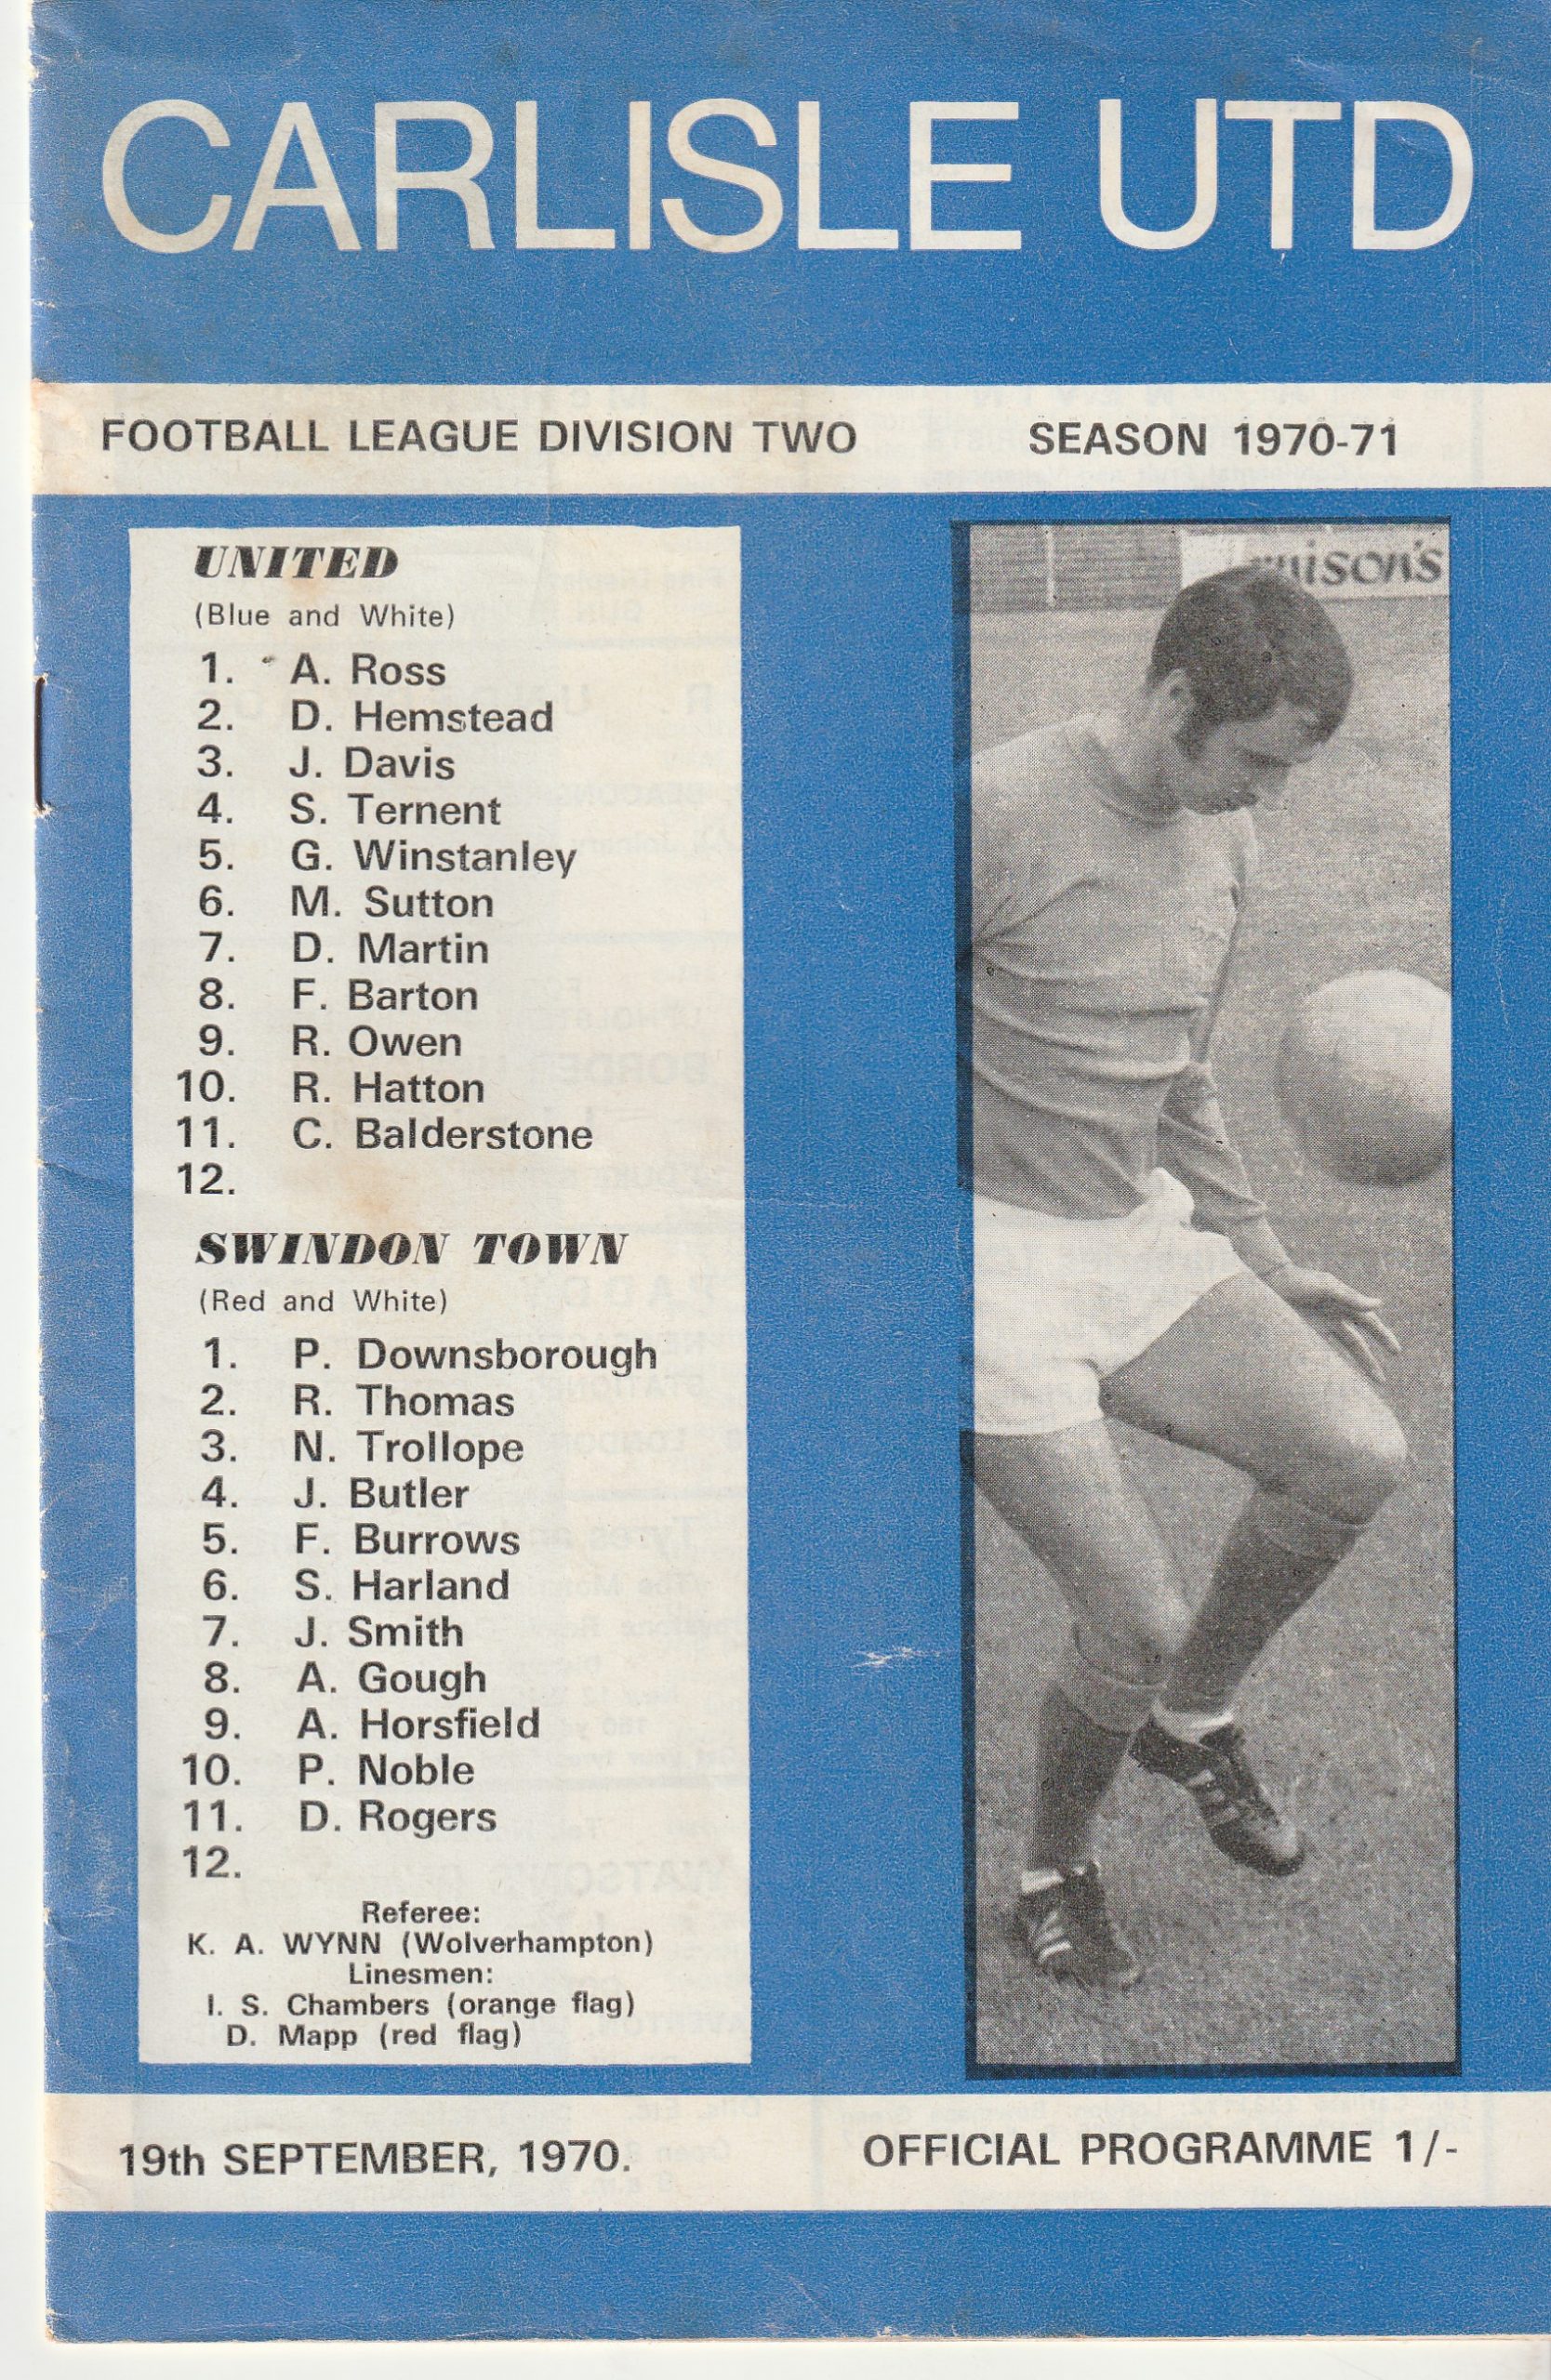 CARLISLE UTD
FOOTBALL LEAGUE DIVISION TWO SEASON 1970-71
UNITED
(Blue and White)
1. A. Ross
2. D. Hemstead
3. J. Davis
4. S. Ternent
5. G. Winstanley
6. M. Sutton
7. D. Martin
8. F. Barton
9. R. Owen
10. R. Hatton
11. C. Balderstone
12.
SWINDON TOWN
(Red and White)
1. P. Downsborough
2. R. Thomas
3. N. Trollope
4. J. Butler
5. F. Burrows
6. S. Harland
7. J. Smith
8. A. Gough
9. A. Horsfield
10. P. Noble
11. D. Rogers
12.
Referee:
K. A. WYNN (Wolverhampton)
Linesmen:
I. S. Chambers (orange flag)
D. Mapp (red flag)
19th SEPTEMBER, 1970.
OFFICIAL PROGRAMME 1/-